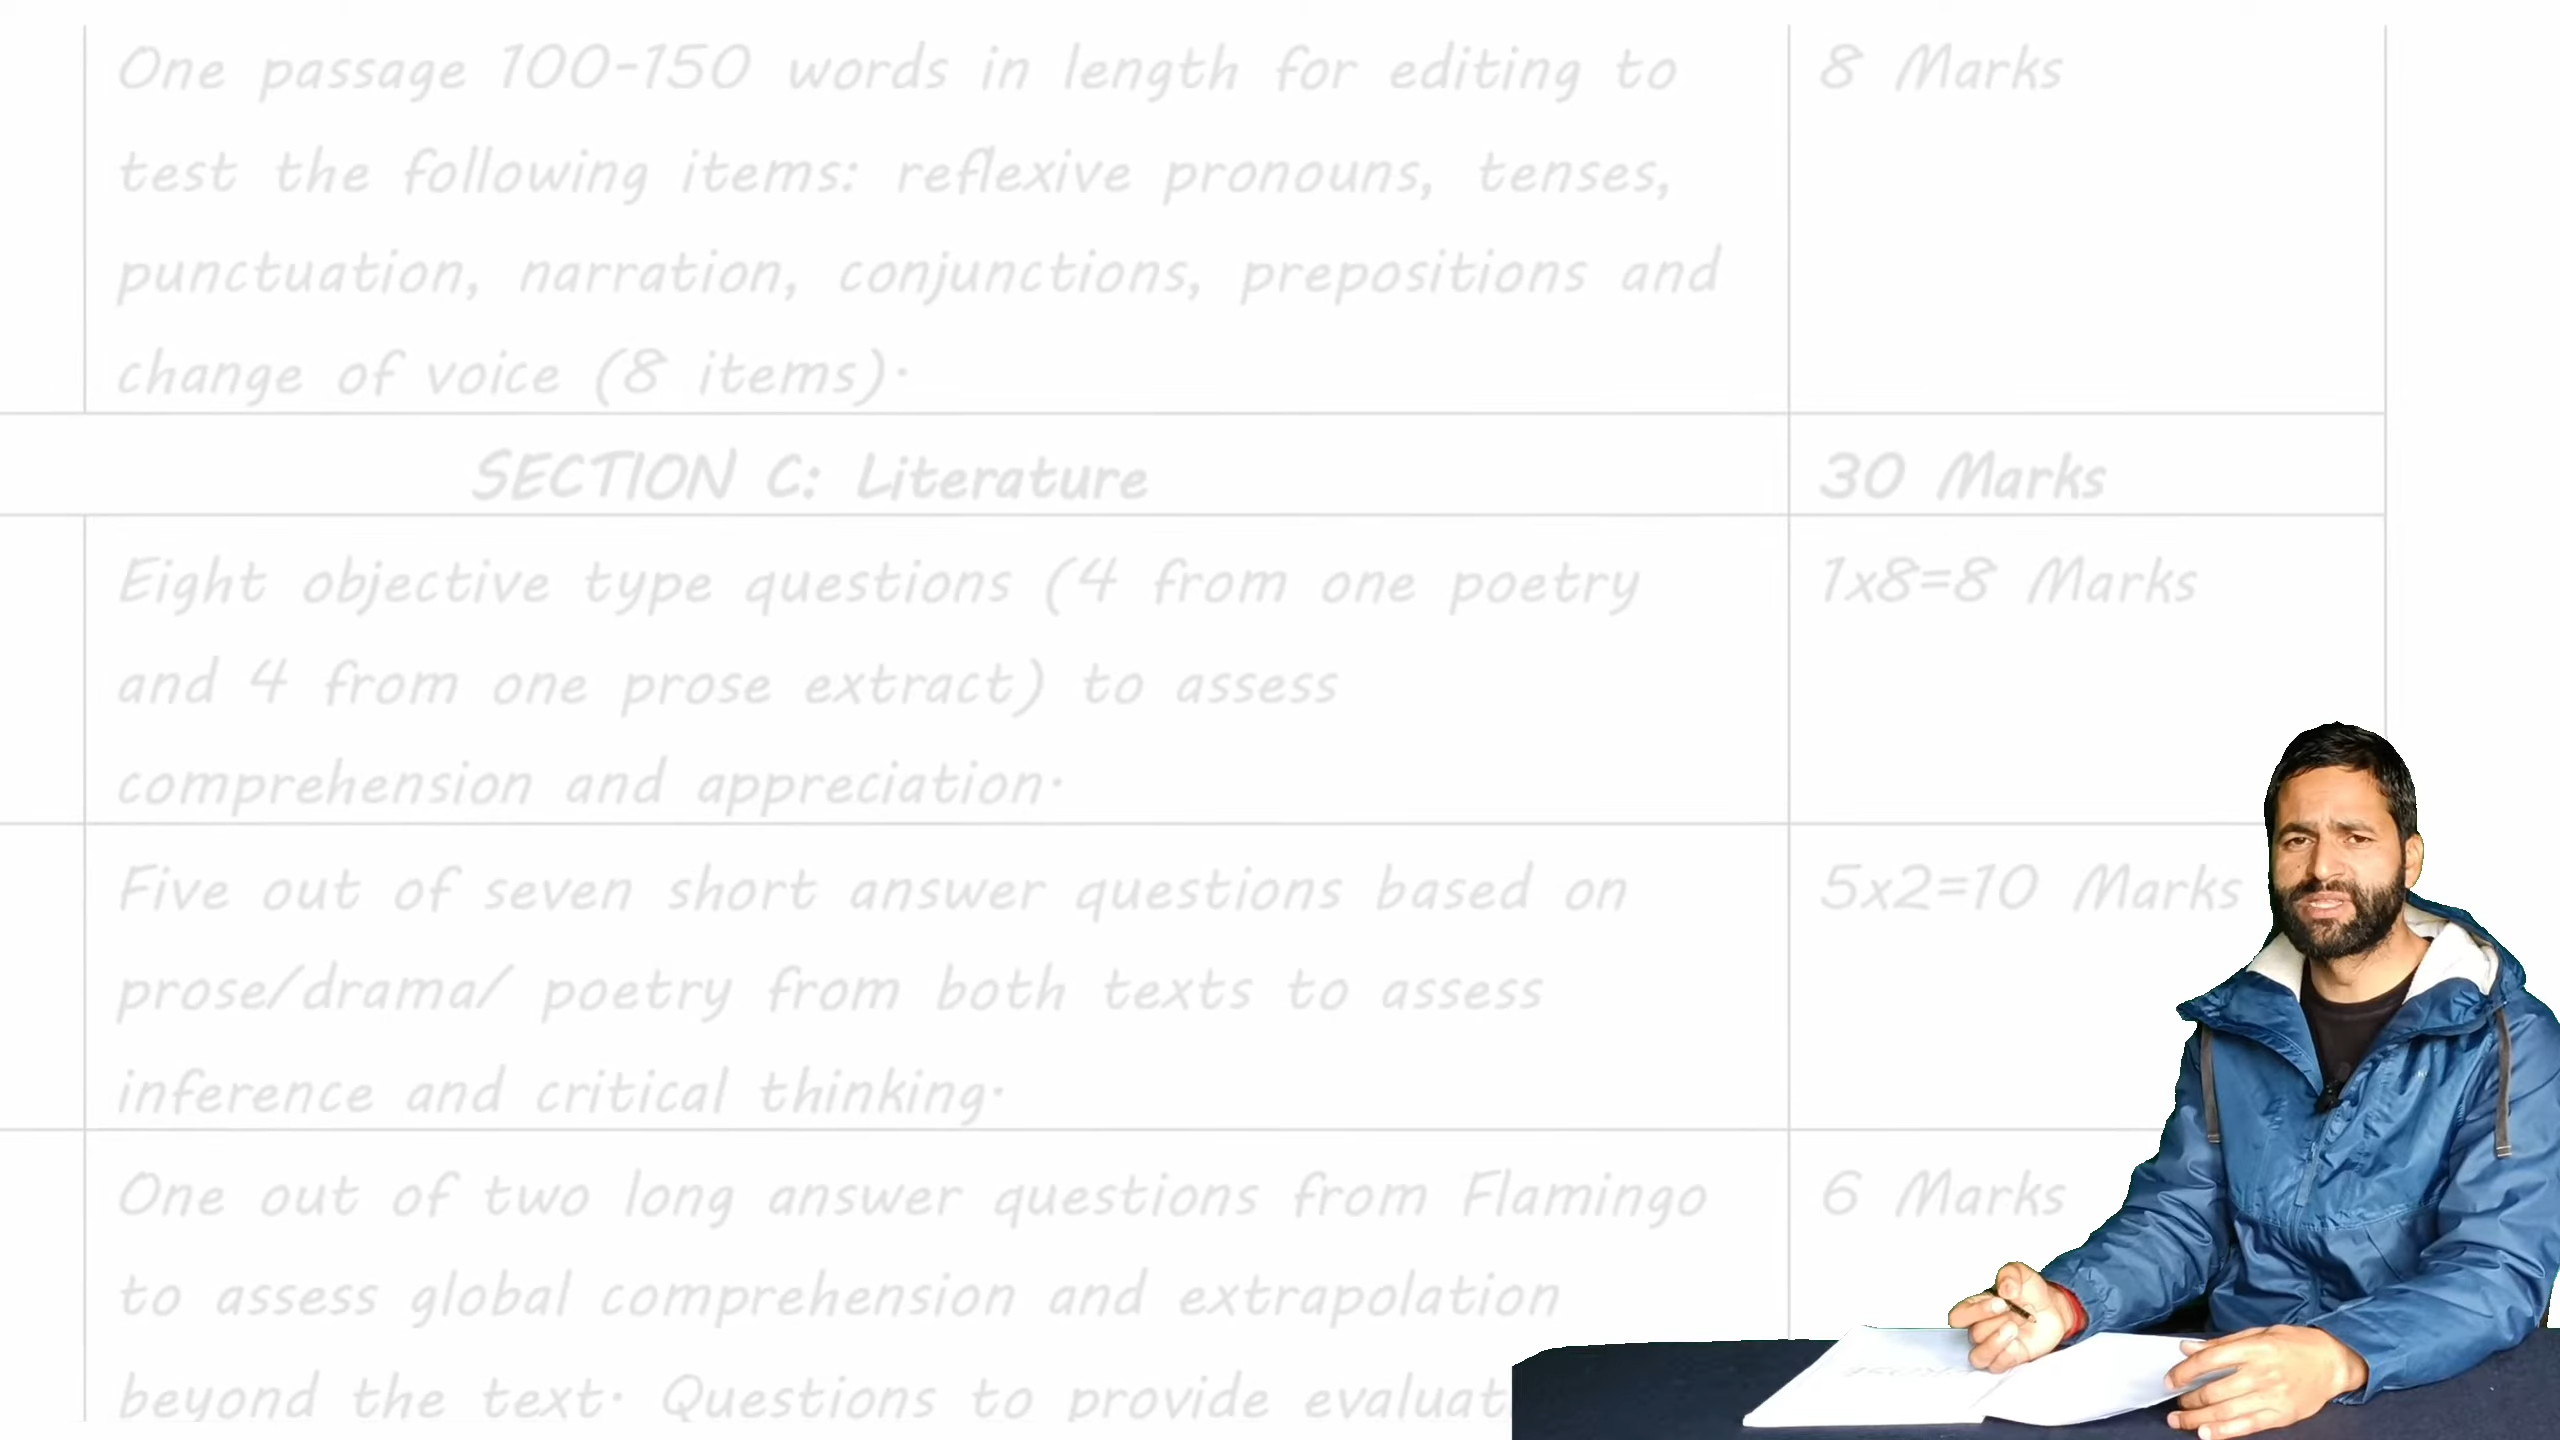 One passage 100-150 words in length for editing to
8 Marks
test the following items: reflexive pronouns, tenses,
punctuation, narration, conjunctions, prepositions and
change of voice (8 items).
SECTION C: Literature
30 Marks
Eight objective type questions (4 from one poetry
1x8=8 Marks
and 4 from one prose extract) to assess
comprehension and appreciation.
Five out of seven short answer questions based on
5x2=10 Marks
prose/drama/ poetry from both texts to assess
inference and critical thinking.
One out of two long answer questions from Flamingo
6 Marks
to assess global comprehension and extrapolation
beyond the text. Questions to provide